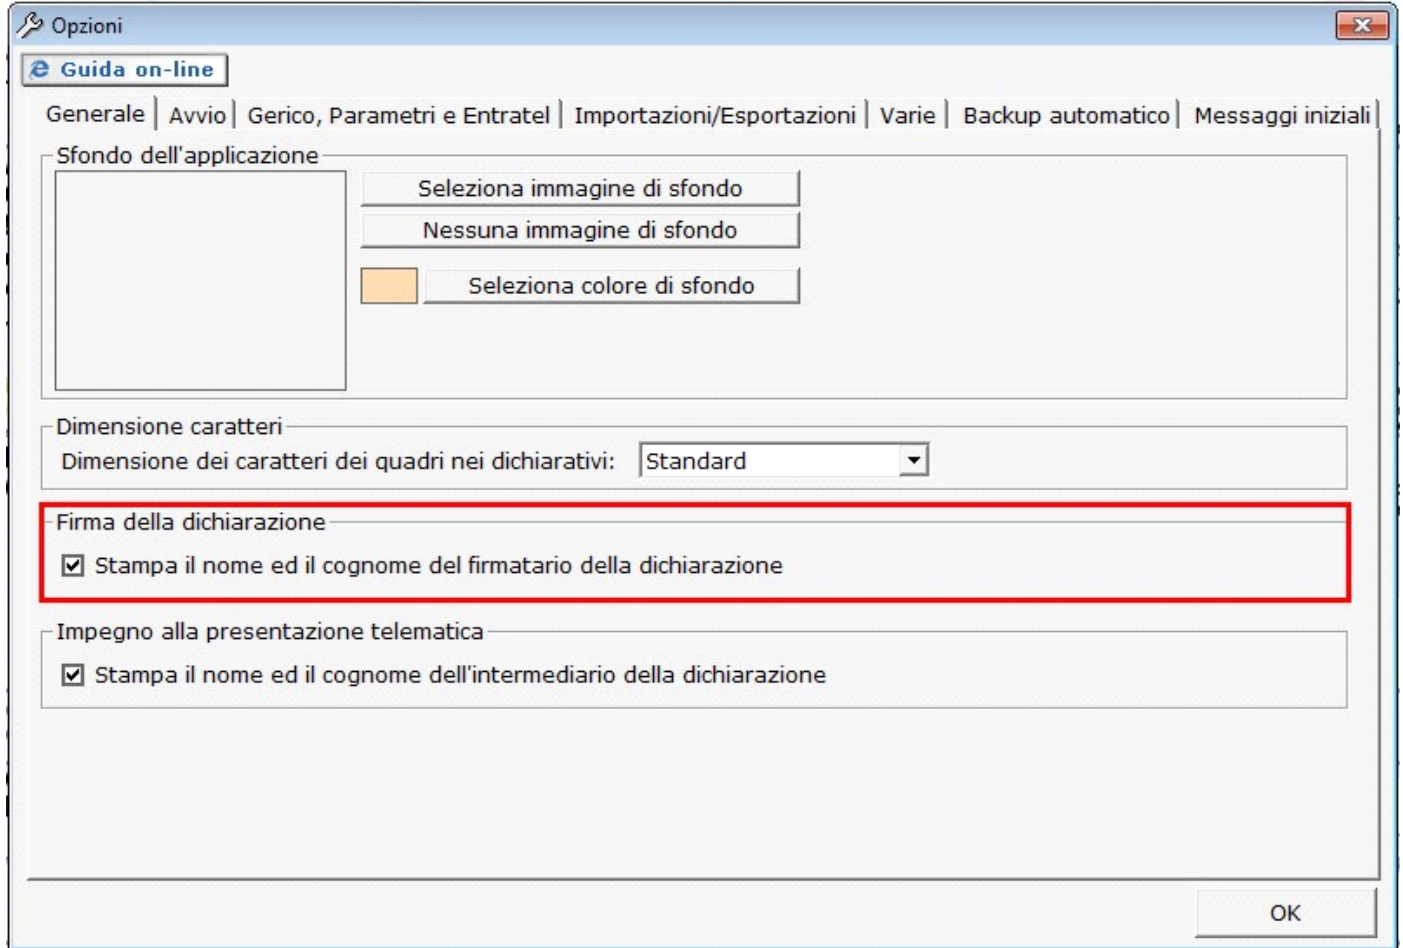 Opzioni
Guida on-line
Generale Avvio Gerico, Parametri e Entratel Importazioni/Esportazioni Varie Backup automatico Messaggi iniziali
Sfondo dell'applicazione
Seleziona immagine di sfondo
Nessuna immagine di sfondo
Seleziona colore di sfondo
Dimensione caratteri
Dimensione dei caratteri dei quadri nei dichiarativi: Standard
Firma della dichiarazione
Stampa il nome ed il cognome del firmatario della dichiarazione
Impegno alla presentazione telematica
Stampa il nome ed il cognome dell'intermediario della dichiarazione
OK